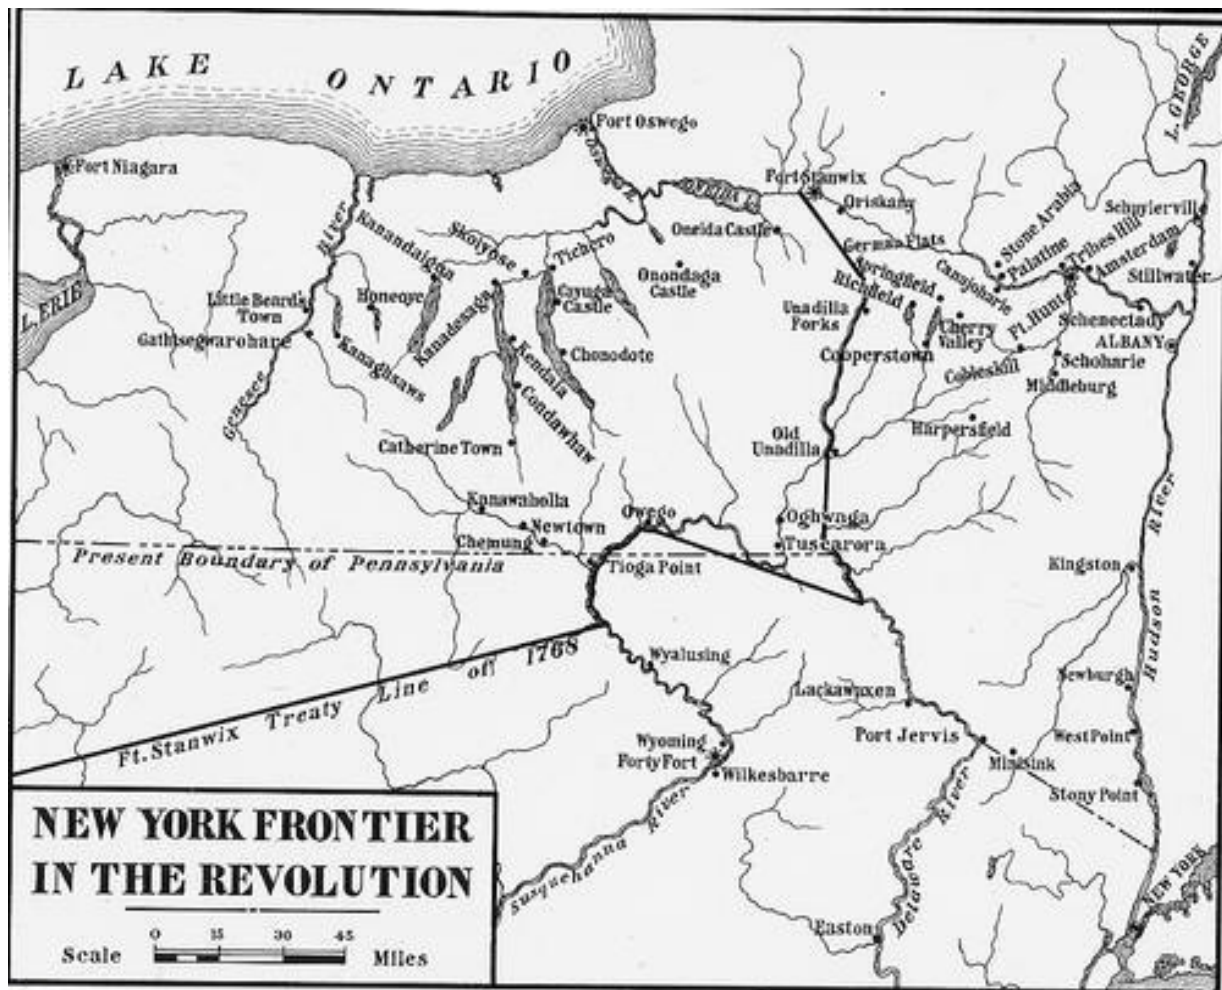 LAKE ONTARIO
L. GEORGE
Fort Oswego
Fort Niagara
Oswego R.
Fort Stanwix
ONEIDA L.
Oriskany
Stone Arabia
Schuylervill
River
Kanandaigua
Skoiyase
Tichero
Oneida Castle
German Flats
Palatine
Tribes Hill
Amsterdam
Stillwater
L. ERIE
Little Beard's
Town
Honeoye
Kanadesaga
Cayuga
Castle
Onondaga
Castle
Springfield
Richfield
Canajoharie
Ft. Hunter
Unadilla
Forks
Cherry
Valley
Schenectady
ALBANY
Gathtsegwarohare
Kanaghsaws
Kendaia
Chonodote
Cooperstown
Cobleskill
Schoharie
Middleburg
Genesee
Condawhaw
Catherine Town
Old
Unadilla
Harpersfield
Kanawaholla
Newtown
Chemung
Owego
Oghwaga
Tuscarora
Present Boundary of Pennsylvania
Tioga Point
Kingston
Hudson River
Ft. Stanwix Treaty Line of 1768
Wyalusing
Lackawaxen
Newburgh
Wyoming
Forty Fort
Wilkesbarre
Port Jervis
Minisink
West Point
Stony Point
Susquehanna River
Delaware River
Easton
NEW YORK
NEW YORK FRONTIER
IN THE REVOLUTION
0 15 30 45
Scale Miles